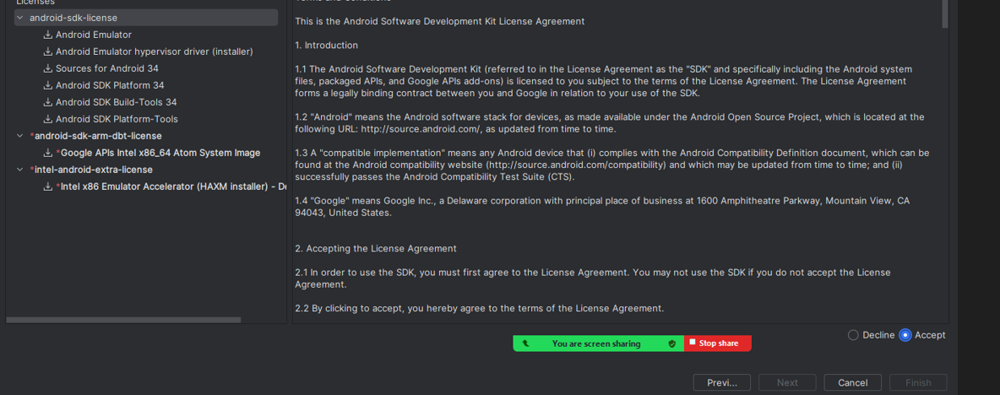 Licenses
android-sdk-license
Android Emulator
Android Emulator hypervisor driver (installer)
Sources for Android 34
Android SDK Platform 34
Android SDK Build-Tools 34
Android SDK Platform-Tools
*android-sdk-arm-dbt-license
*Google APIs Intel x86_64 Atom System Image
*intel-android-extra-license
*Intel x86 Emulator Accelerator (HAXM installer) - De
Terms and Conditions
This is the Android Software Development Kit License Agreement
1. Introduction
1.1 The Android Software Development Kit (referred to in the License Agreement as the "SDK" and specifically including the Android system
files, packaged APIs, and Google APIs add-ons) is licensed to you subject to the terms of the License Agreement. The License Agreement
forms a legally binding contract between you and Google in relation to your use of the SDK.
1.2 "Android" means the Android software stack for devices, as made available under the Android Open Source Project, which is located at the
following URL: http://source.android.com/, as updated from time to time.
1.3 A "compatible implementation" means any Android device that (i) complies with the Android Compatibility Definition document, which can be
found at the Android compatibility website (http://source.android.com/compatibility) and which may be updated from time to time; and (ii)
successfully passes the Android Compatibility Test Suite (CTS).
1.4 "Google" means Google Inc., a Delaware corporation with principal place of business at 1600 Amphitheatre Parkway, Mountain View, CA
94043, United States.
2. Accepting the License Agreement
2.1 In order to use the SDK, you must first agree to the License Agreement. You may not use the SDK if you do not accept the License
Agreement.
2.2 By clicking to accept, you hereby agree to the terms of the License Agreement.
Decline Accept
You are screen sharing Stop share
Previ... Next Cancel Finish